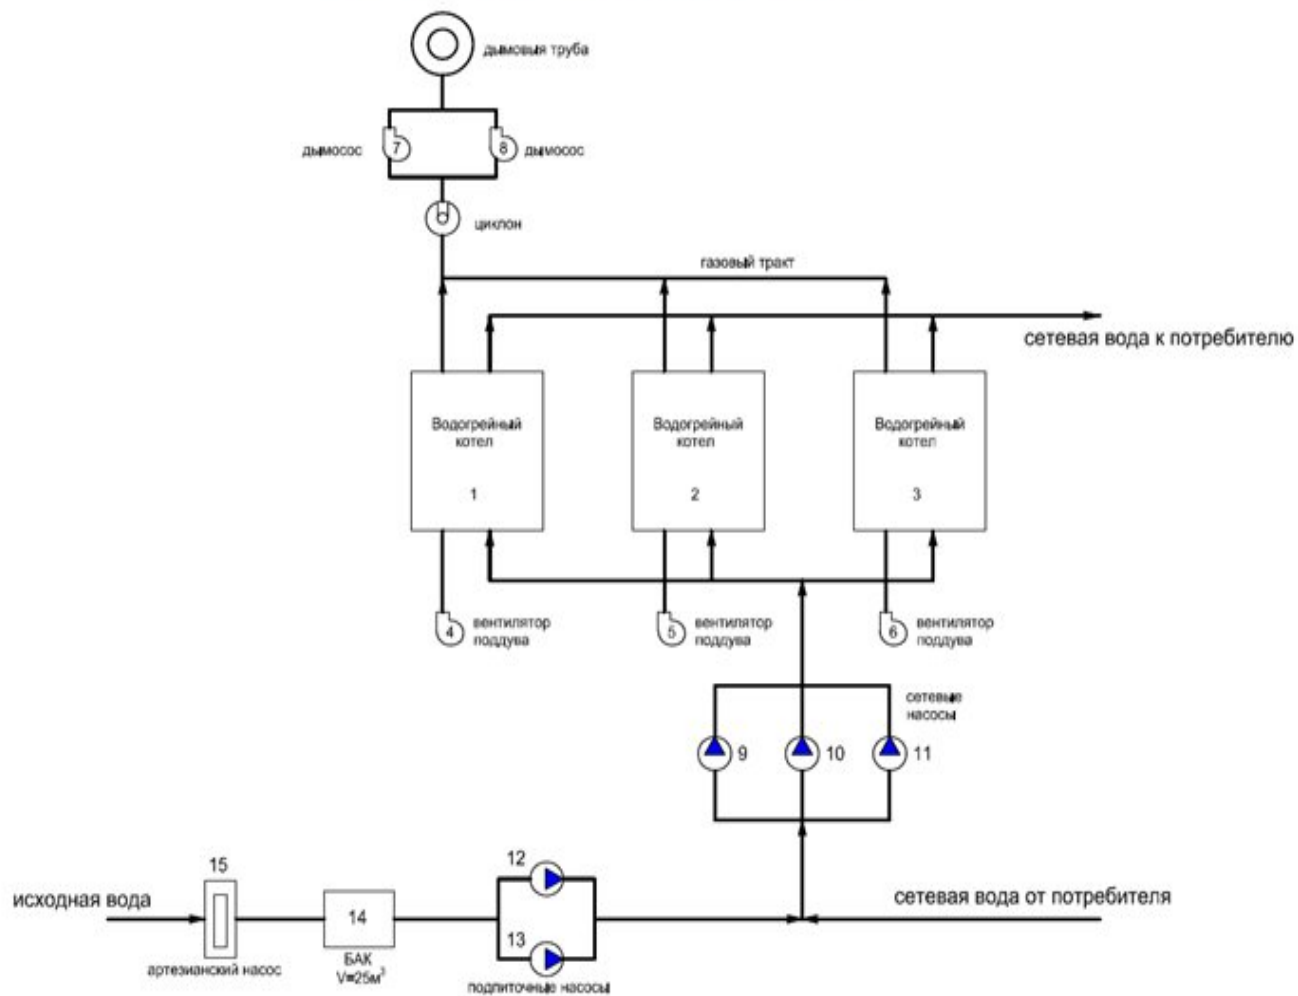 дымовыя труба
дымосос
7
8
дымосос
циклон
газовый тракт
сетевая вода к потребителю
Водогрейный
котел
1
Водогрейный
котел
2
Водогрейный
котел
3
4
вентилятор
поддува
5
вентилятор
поддува
6
вентилятор
поддува
сетевые
насосы
9
10
11
12
15
исходная вода
14
13
сетевая вода от потребителя
артезианский насос
БАК
V=25м³
подпиточные насосы